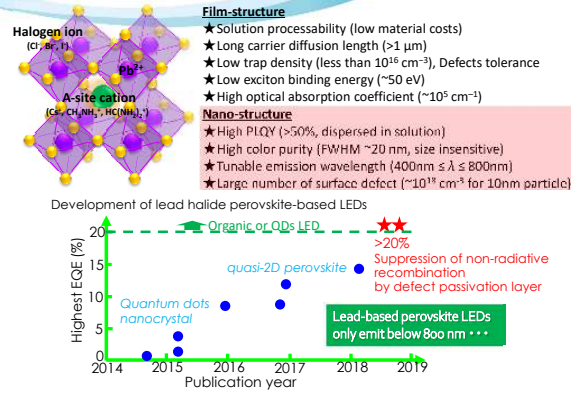 Film-structure
★Solution processability (low material costs)
★Long carrier diffusion length (>1 μm)
★Low trap density (less than 10¹⁶ cm⁻³), Defects tolerance
★Low exciton binding energy (~50 eV)
★High optical absorption coefficient (~10⁵ cm⁻¹)
Nano-structure
★High PLQY (>50%, dispersed in solution)
★High color purity (FWHM ~20 nm, size insensitive)
★Tunable emission wavelength (400nm ≤ λ ≤ 800nm)
★Large number of surface defect (~10¹⁸ cm⁻³ for 10nm particle)
Halogen ion
(Cl⁻, Br⁻, I⁻)
Pb²⁺
A-site cation
(Cs⁺, CH₃NH₃⁺, HC(NH₂)₂⁺)
Development of lead halide perovskite-based LEDs
Highest EQE (%)
20
15
10
5
0
Organic or QDs LED
>20%
Suppression of non-radiative
recombination
by defect passivation layer
quasi-2D perovskite
Quantum dots
nanocrystal
Lead-based perovskite LEDs
only emit below 800 nm ･･･
2014
2015
2016
2017
2018
2019
Publication year